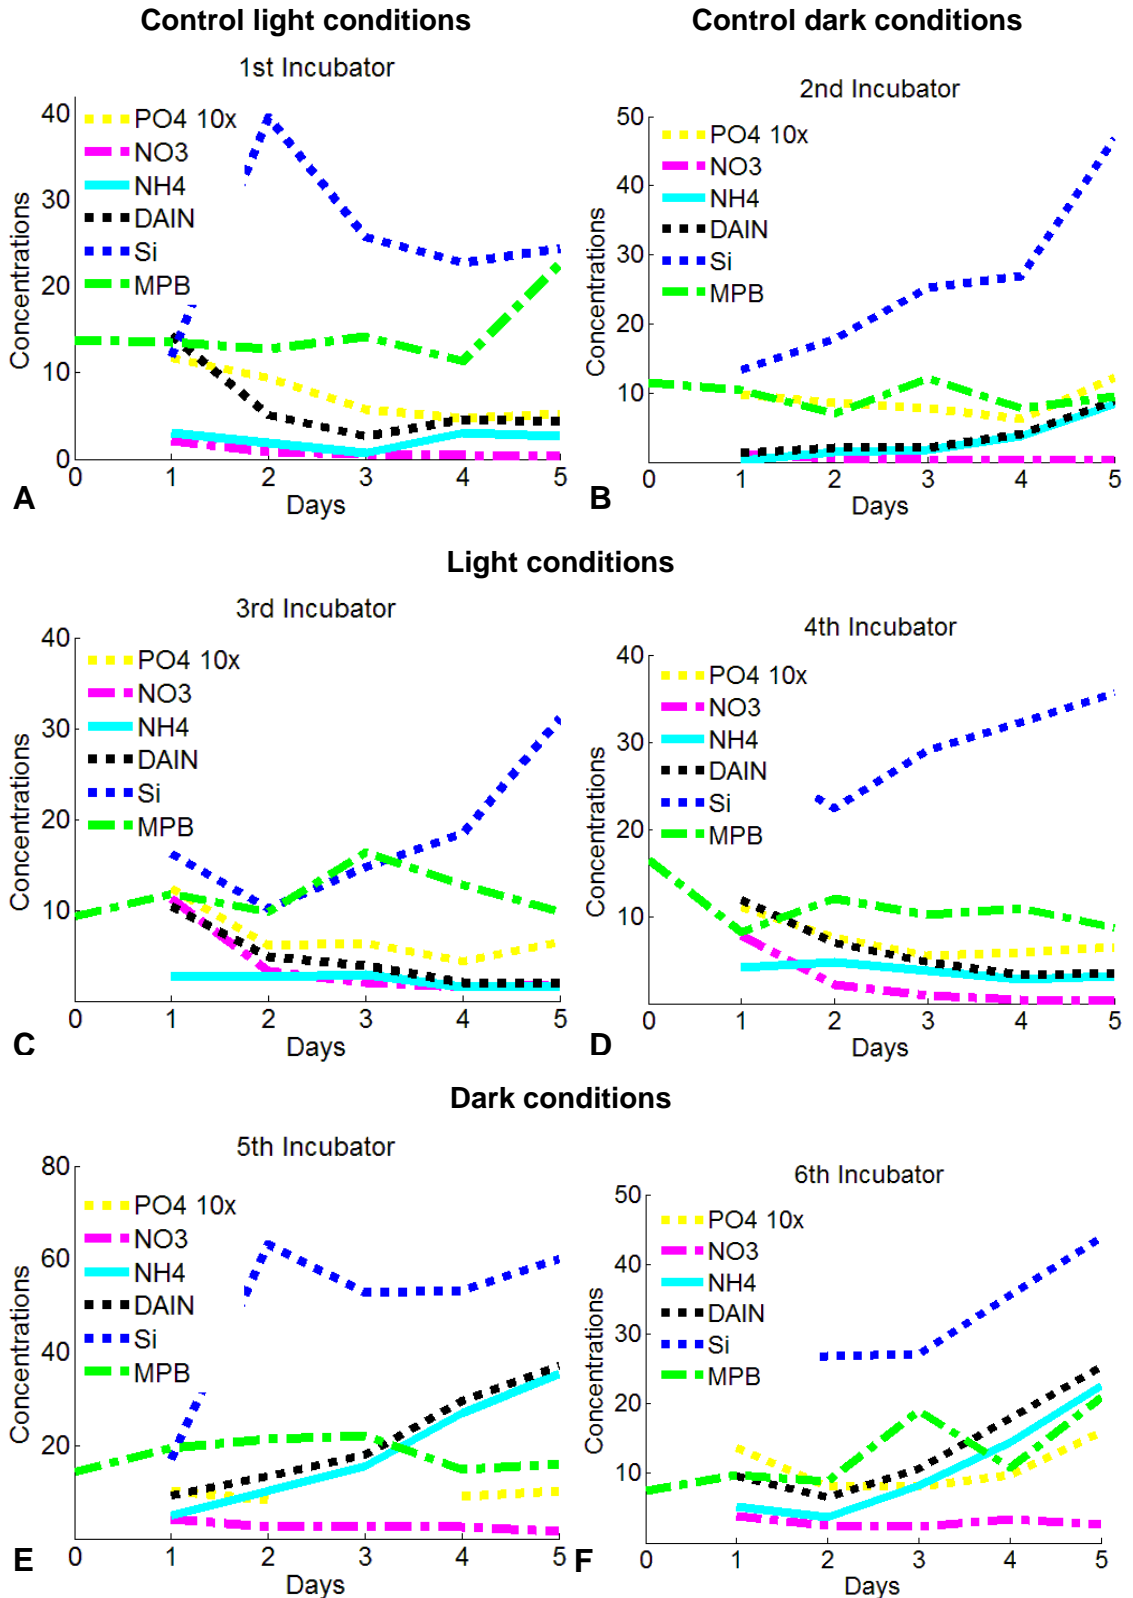 Control light conditions
Control dark conditions
1st Incubator
40
30
20
10
0
Concentrations
PO4 10x
NO3
NH4
DAIN
Si
MPB
0 1 2 3 4 5
Days
A
2nd Incubator
50
40
30
20
10
Concentrations
PO4 10x
NO3
NH4
DAIN
Si
MPB
0 1 2 3 4 5
Days
B
Light conditions
3rd Incubator
40
30
20
10
Concentrations
PO4 10x
NO3
NH4
DAIN
Si
MPB
0 1 2 3 4 5
Days
C
4th Incubator
40
30
20
10
Concentrations
PO4 10x
NO3
NH4
DAIN
Si
MPB
0 1 2 3 4 5
Days
D
Dark conditions
5th Incubator
80
60
40
20
Concentrations
PO4 10x
NO3
NH4
DAIN
Si
MPB
0 1 2 3 4 5
Days
E
6th Incubator
50
40
30
20
10
Concentrations
PO4 10x
NO3
NH4
DAIN
Si
MPB
0 1 2 3 4 5
Days
F